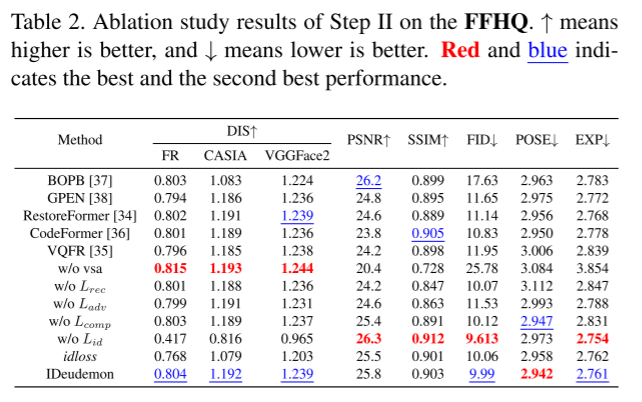 Table 2. Ablation study results of Step II on the FFHQ. ↑ means
higher is better, and ↓ means lower is better. Red and blue indi-
cates the best and the second best performance.
Method DIS↑ PSNR↑ SSIM↑ FID↓ POSE↓ EXP↓
FR CASIA VGGFace2
BOPB [37] 0.803 1.083 1.224 26.2 0.899 17.63 2.963 2.783
GPEN [38] 0.794 1.186 1.236 24.8 0.895 11.65 2.975 2.772
RestoreFormer [34] 0.802 1.191 1.239 24.6 0.889 11.14 2.956 2.768
CodeFormer [36] 0.801 1.189 1.236 23.8 0.905 10.83 2.950 2.778
VQFR [35] 0.796 1.185 1.238 24.2 0.898 11.95 3.006 2.839
w/o vsa 0.815 1.193 1.244 20.4 0.728 25.78 3.084 3.854
w/o L_rec 0.801 1.188 1.236 24.2 0.847 10.07 3.112 2.847
w/o L_adv 0.799 1.191 1.231 24.6 0.863 11.53 2.993 2.788
w/o L_comp 0.803 1.189 1.237 25.4 0.891 10.12 2.947 2.831
w/o L_id 0.417 0.816 0.965 26.3 0.912 9.613 2.973 2.754
idloss 0.768 1.079 1.203 25.5 0.901 10.06 2.958 2.762
IDeudemon 0.804 1.192 1.239 25.8 0.903 9.99 2.942 2.761